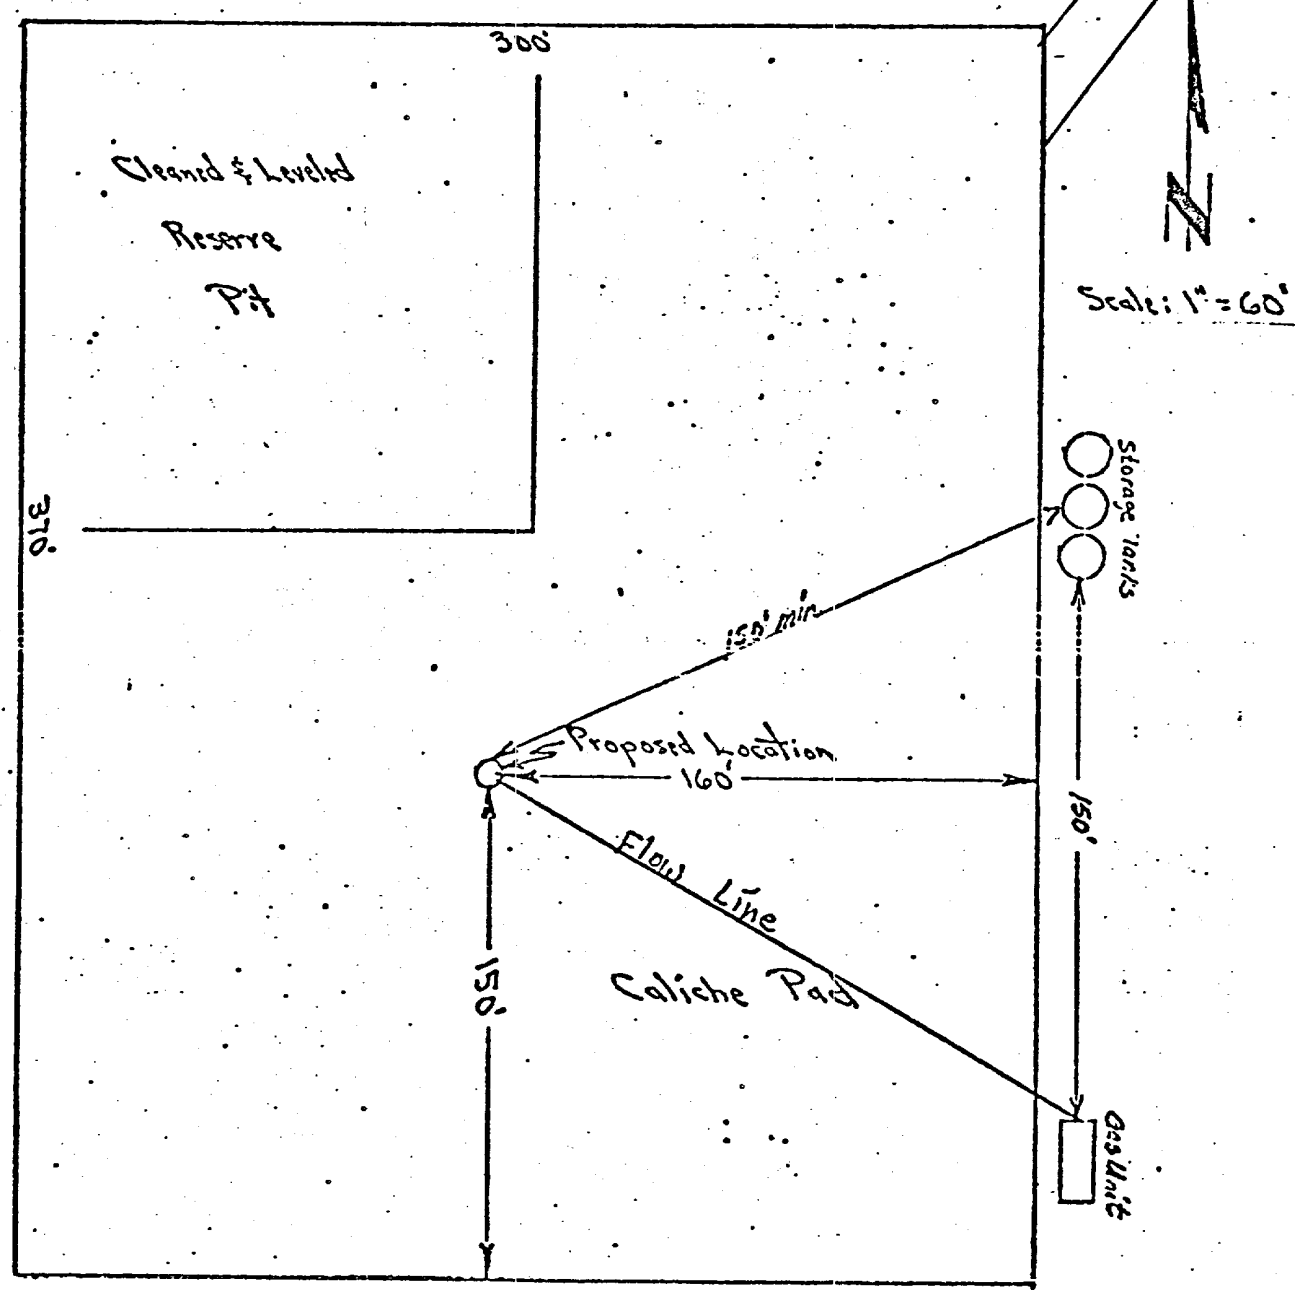 300'
Cleaned & Leveled
Reserve
Pit
N
Scale: 1" = 60'
Storage Tanks
370'
150' min
Proposed Location
160'
150'
Flow
Line
150'
Caliche Pad
Gas Unit